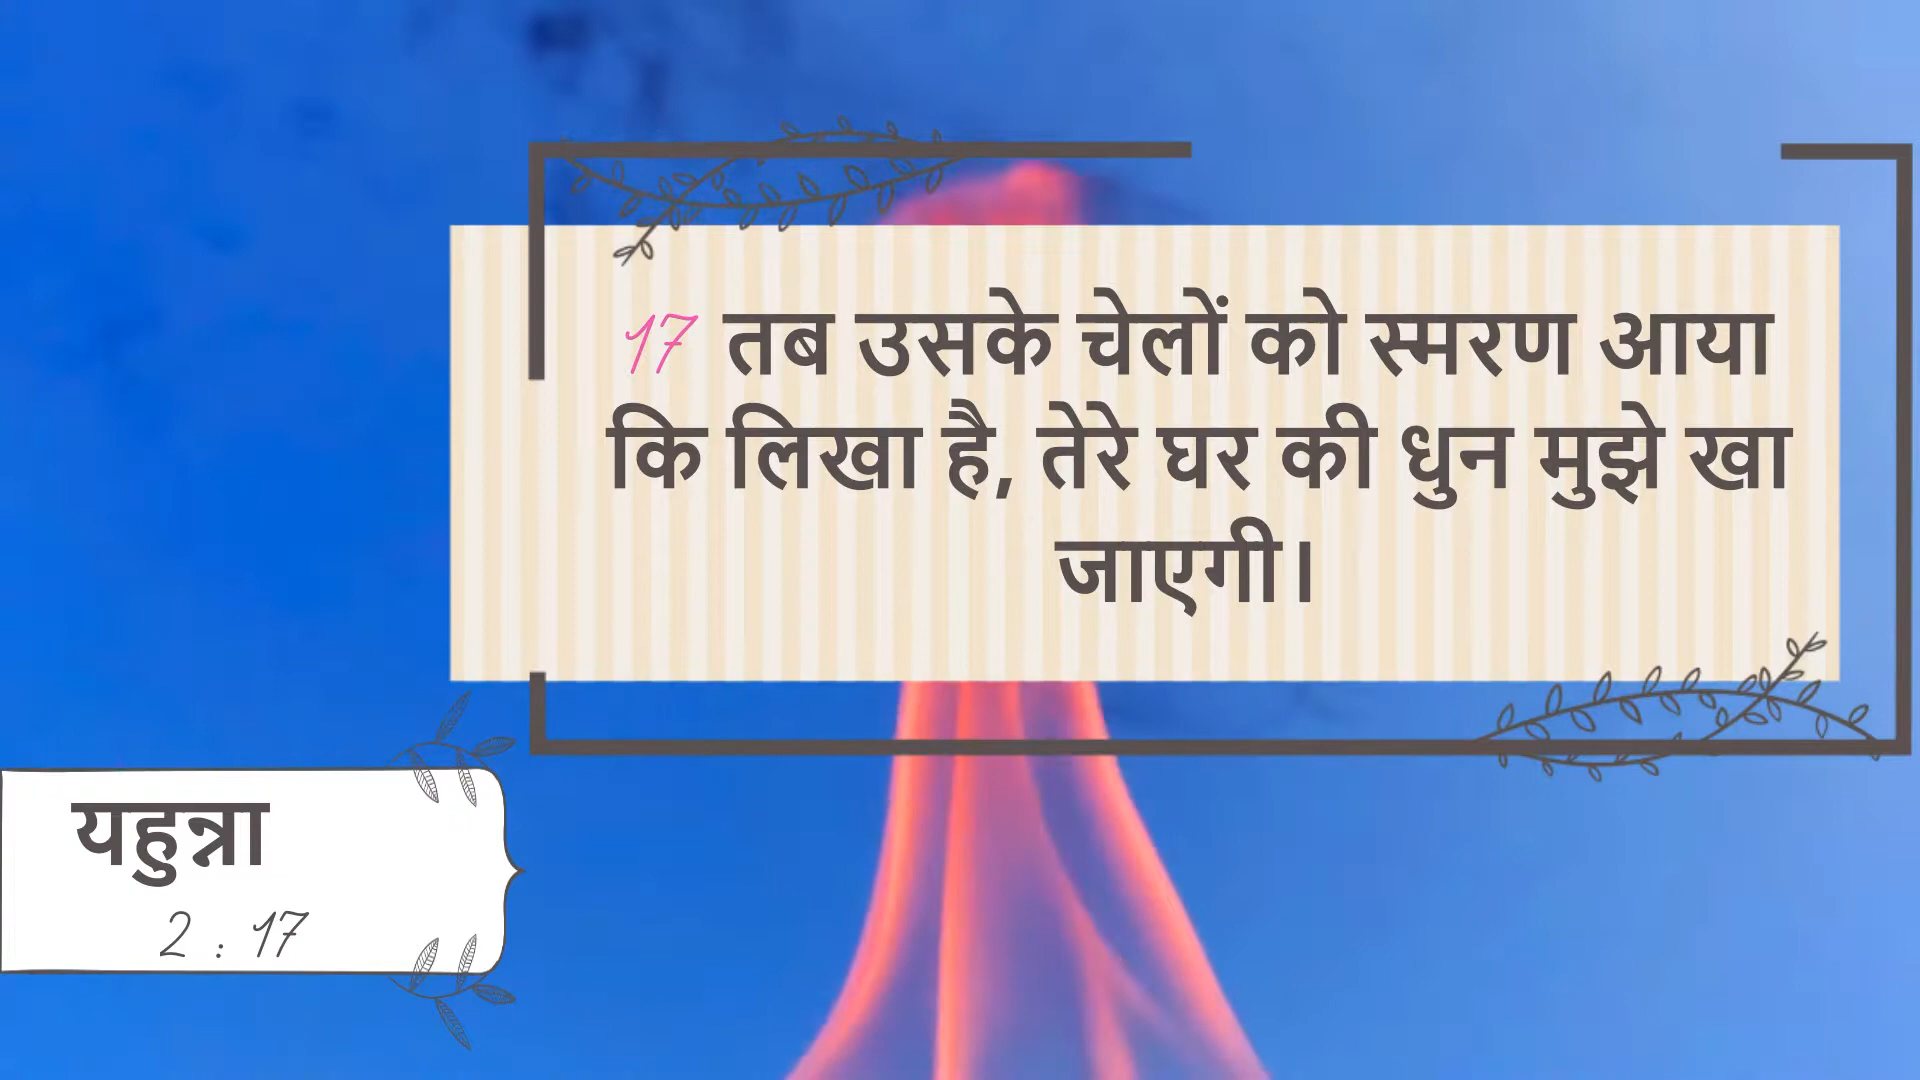 17 तब उसके चेलों को स्मरण आया
कि लिखा है, तेरे घर की धुन मुझे खा
जाएगी।
यहुन्ना
2 : 17